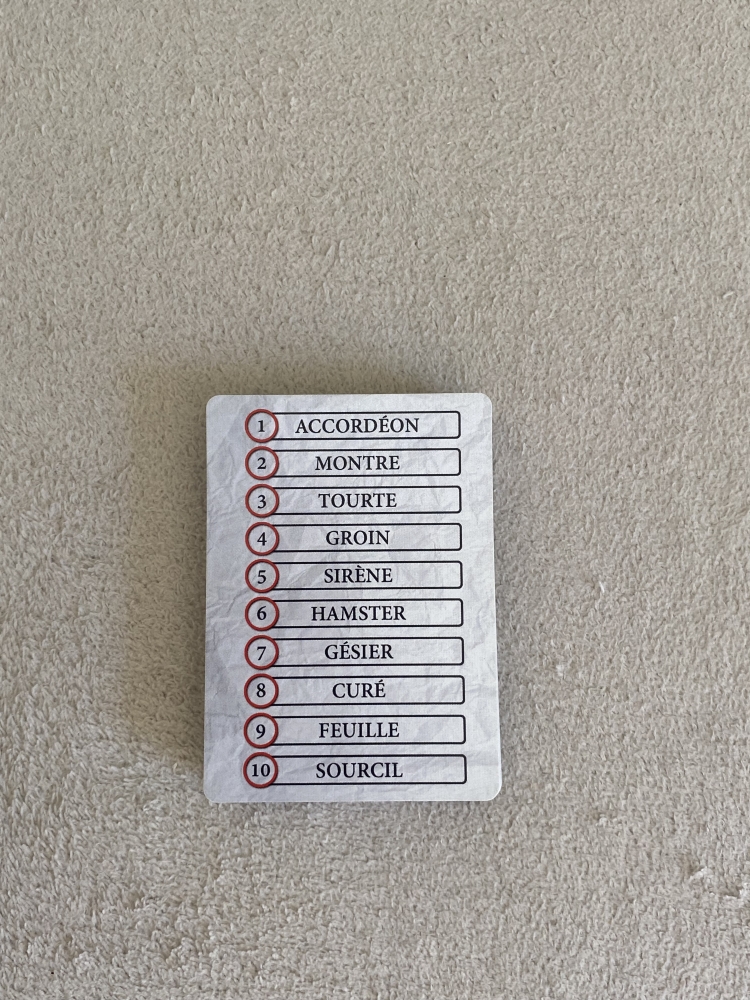 1 ACCORDÉON
2 MONTRE
3 TOURTE
4 GROIN
5 SIRÈNE
6 HAMSTER
7 GÉSIER
8 CURÉ
9 FEUILLE
10 SOURCIL